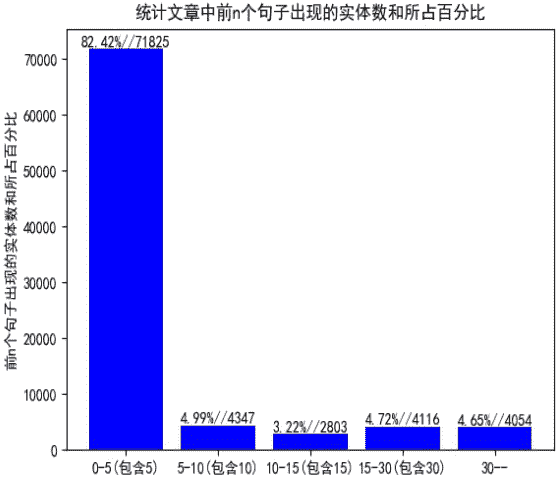 统计文章中前n个句子出现的实体数和所占百分比
前n个句子出现的实体数和所占百分比
70000
60000
50000
40000
30000
20000
10000
0
82.42%//71825
4.99%//4347
3.22%//2803
4.72%//4116
4.65%//4054
0-5(包含5)
5-10(包含10)
10-15(包含15)
15-30(包含30)
30--